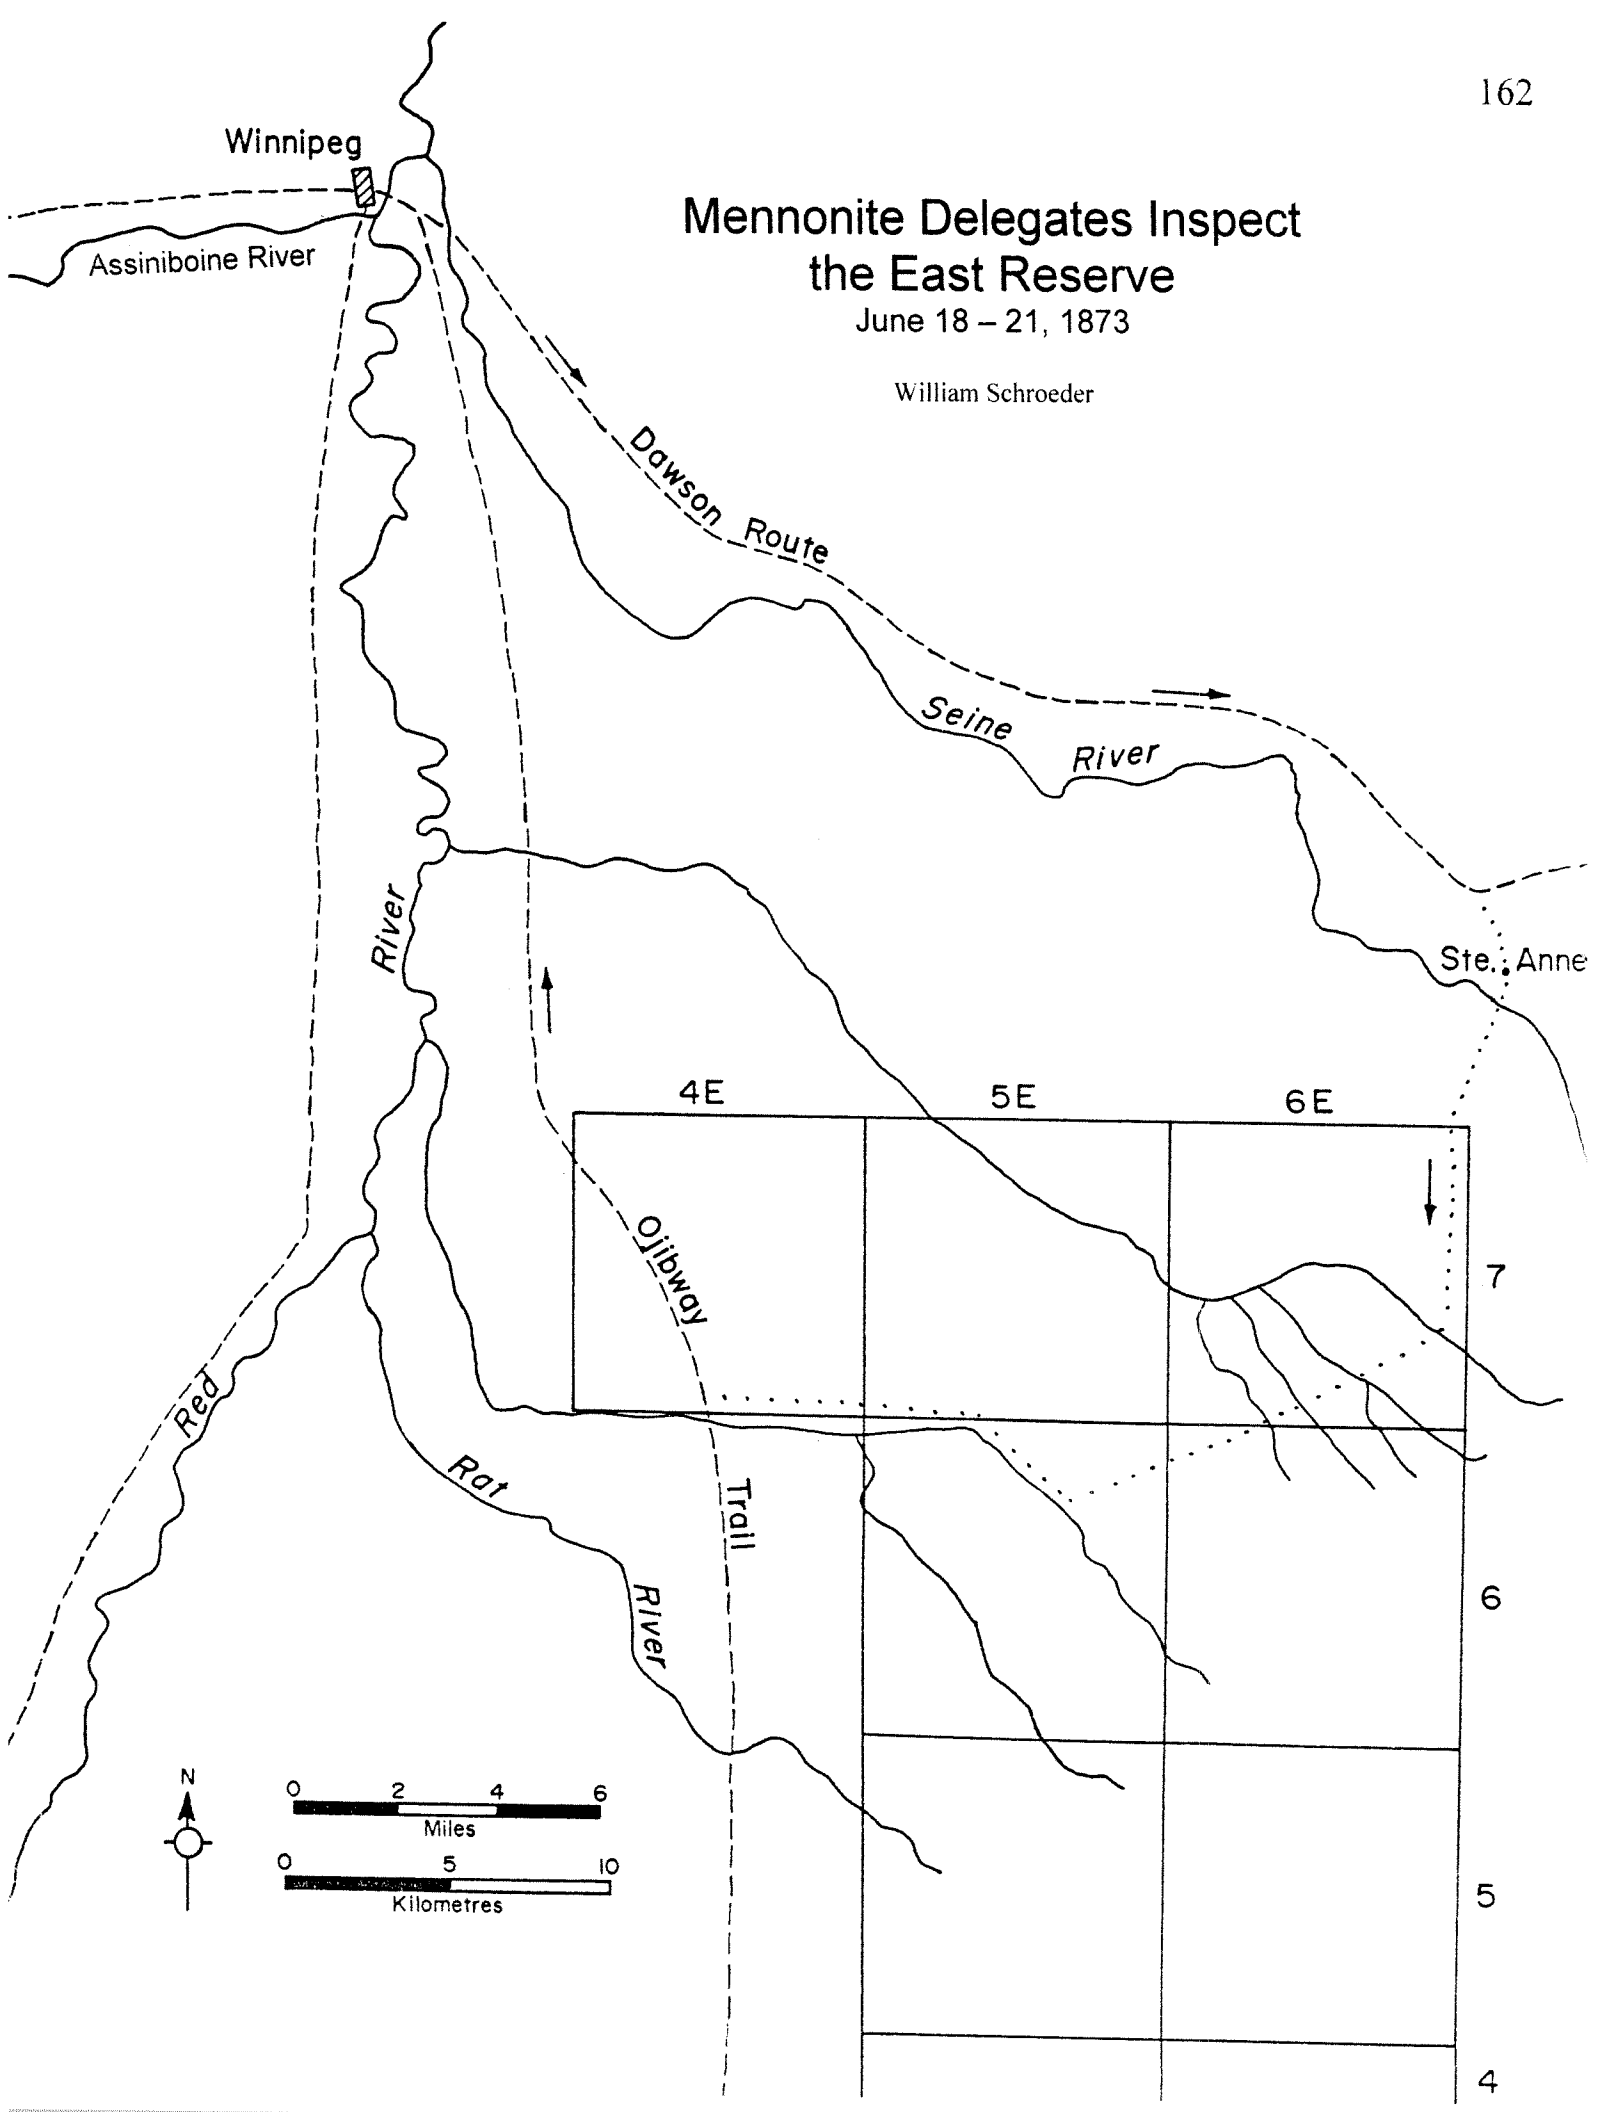 162
Winnipeg
Mennonite Delegates Inspect
the East Reserve
June 18 – 21, 1873
William Schroeder
Assiniboine River
Dawson Route
Seine River
River
Ste. Anne
4E 5E 6E
Ojibway
7
Red
Rat
Trail
River
6
N
0 2 4 6
Miles
0 5 10
Kilometres
5
4